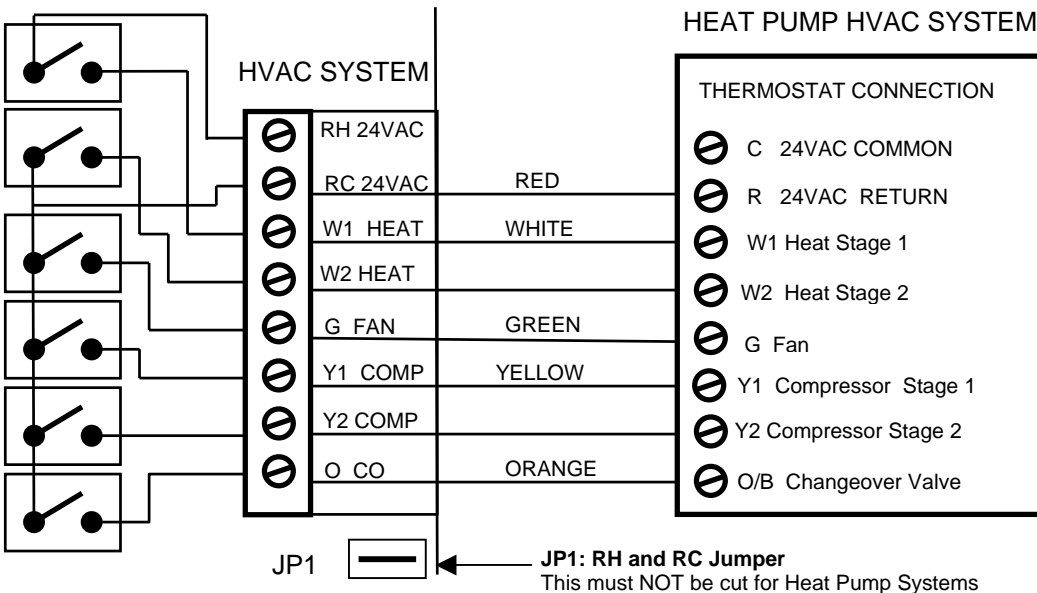 HEAT PUMP HVAC SYSTEM
HVAC SYSTEM
THERMOSTAT CONNECTION
RH 24VAC
C 24VAC COMMON
RC 24VAC
RED
R 24VAC RETURN
W1 HEAT
WHITE
W1 Heat Stage 1
W2 HEAT
W2 Heat Stage 2
G FAN
GREEN
G Fan
Y1 COMP
YELLOW
Y1 Compressor Stage 1
Y2 COMP
Y2 Compressor Stage 2
O CO
ORANGE
O/B Changeover Valve
JP1
JP1: RH and RC Jumper
This must NOT be cut for Heat Pump Systems